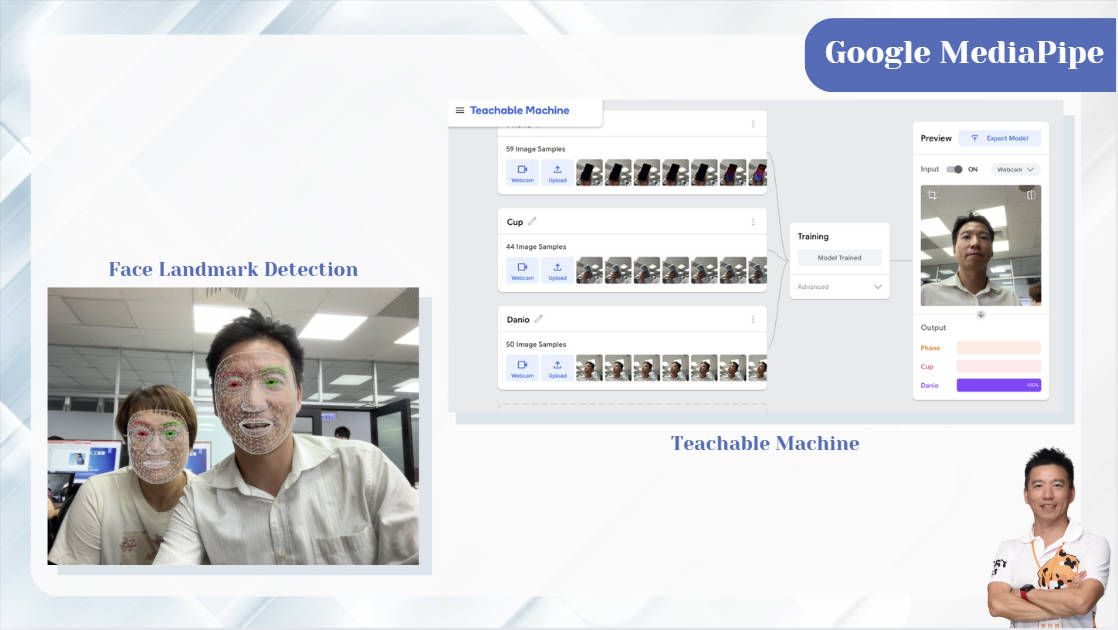 Google MediaPipe
Teachable Machine
59 Image Samples
Webcam
Upload
Cup
44 Image Samples
Webcam
Upload
Danio
50 Image Samples
Webcam
Upload
Training
Model Trained
Advanced
Preview
Export Model
Input ON Webcam
Output
Phone
Cup
Danio 100%
Face Landmark Detection
Teachable Machine